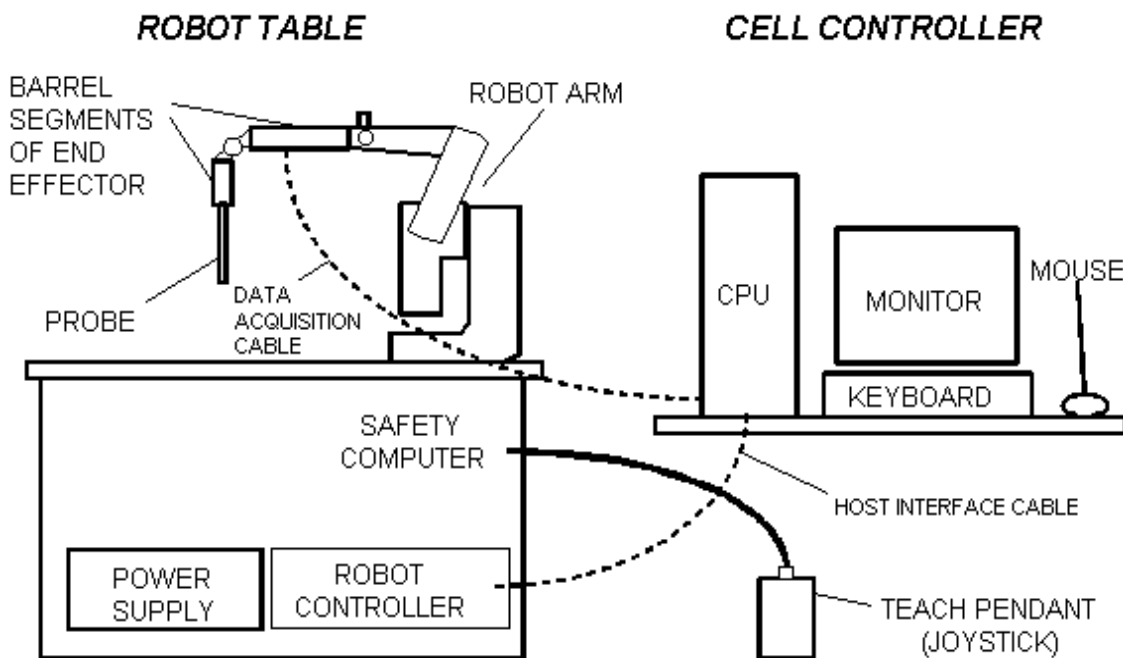 ROBOT TABLE
CELL CONTROLLER
BARREL
SEGMENTS
OF END
EFFECTOR
ROBOT ARM
PROBE
DATA
ACQUISITION
CABLE
CPU
MONITOR
MOUSE
KEYBOARD
SAFETY
COMPUTER
HOST INTERFACE CABLE
POWER
SUPPLY
ROBOT
CONTROLLER
TEACH PENDANT
(JOYSTICK)